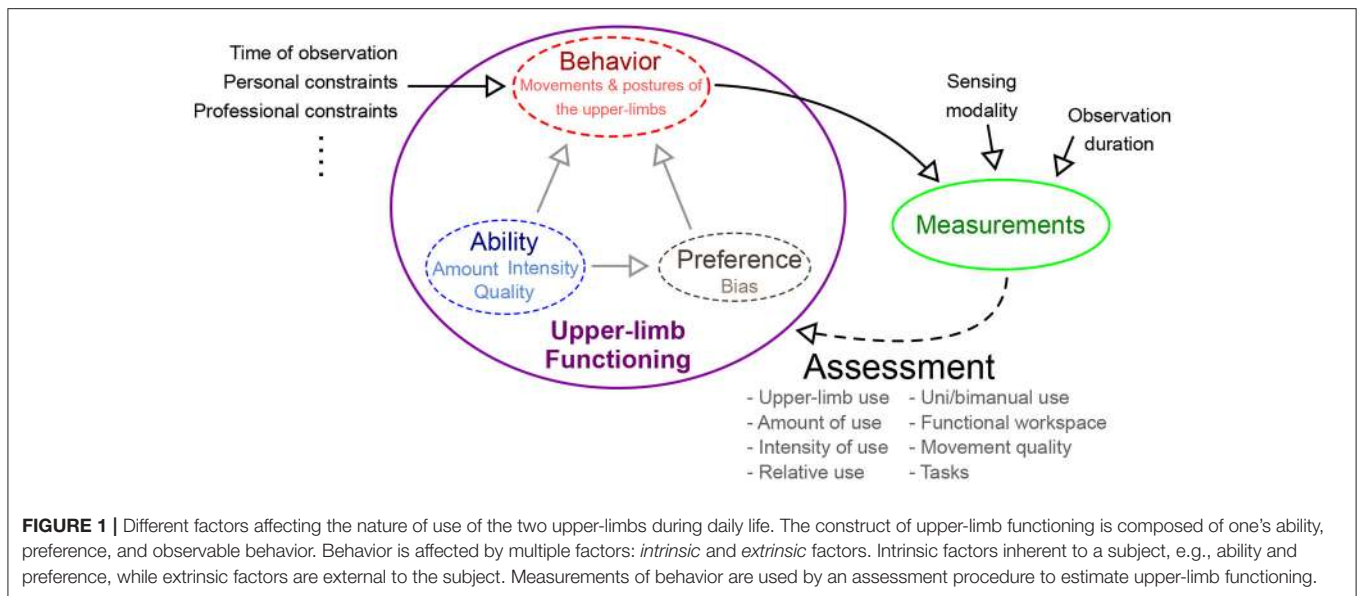 Time of observation
Personal constraints
Professional constraints
Behavior
Movements & postures of
the upper-limbs
Sensing
modality
Observation
duration
Measurements
Ability
Amount Intensity
Quality
Preference
Bias
Upper-limb
Functioning
Assessment
- Upper-limb use
- Amount of use
- Intensity of use
- Relative use
- Uni/bimanual use
- Functional workspace
- Movement quality
- Tasks
FIGURE 1 | Different factors affecting the nature of use of the two upper-limbs during daily life. The construct of upper-limb functioning is composed of one's ability,
preference, and observable behavior. Behavior is affected by multiple factors: intrinsic and extrinsic factors. Intrinsic factors inherent to a subject, e.g., ability and
preference, while extrinsic factors are external to the subject. Measurements of behavior are used by an assessment procedure to estimate upper-limb functioning.